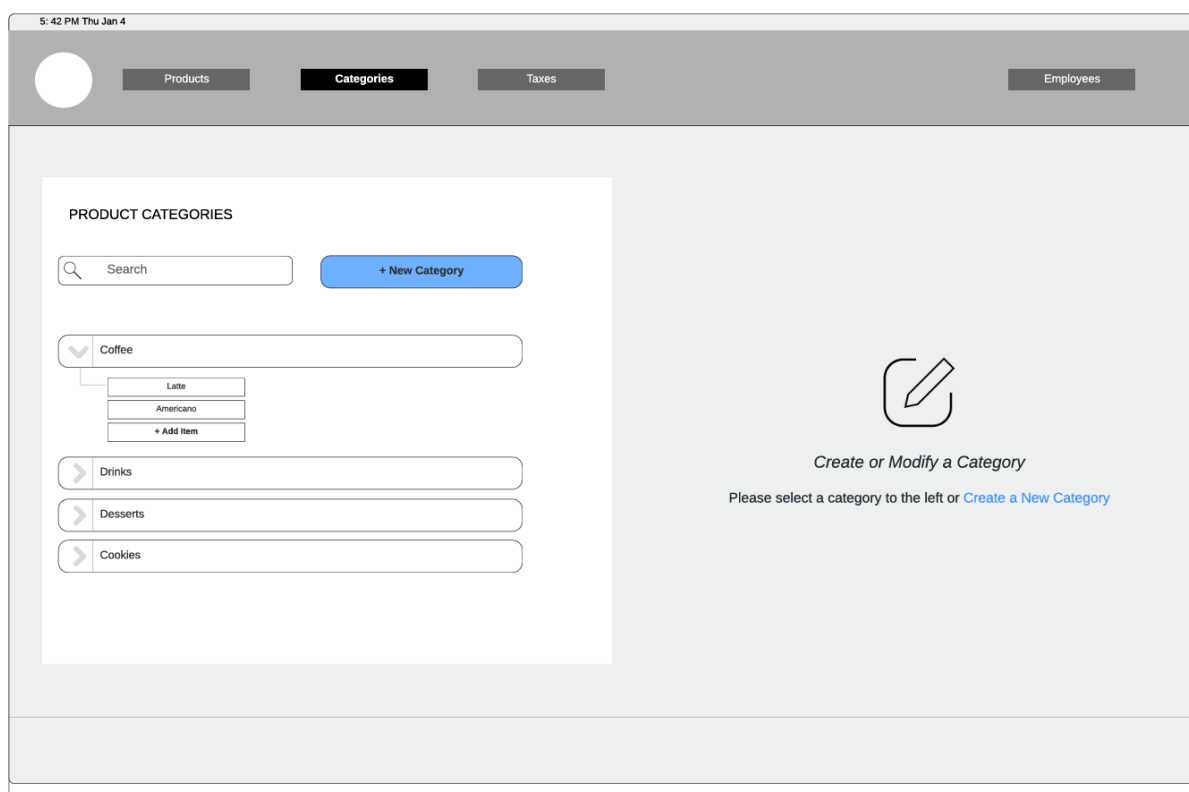 5: 42 PM Thu Jan 4
Products
Categories
Taxes
Employees
PRODUCT CATEGORIES
Search
+ New Category
Coffee
Latte
Americano
+ Add Item
Drinks
Desserts
Cookies
Create or Modify a Category
Please select a category to the left or Create a New Category